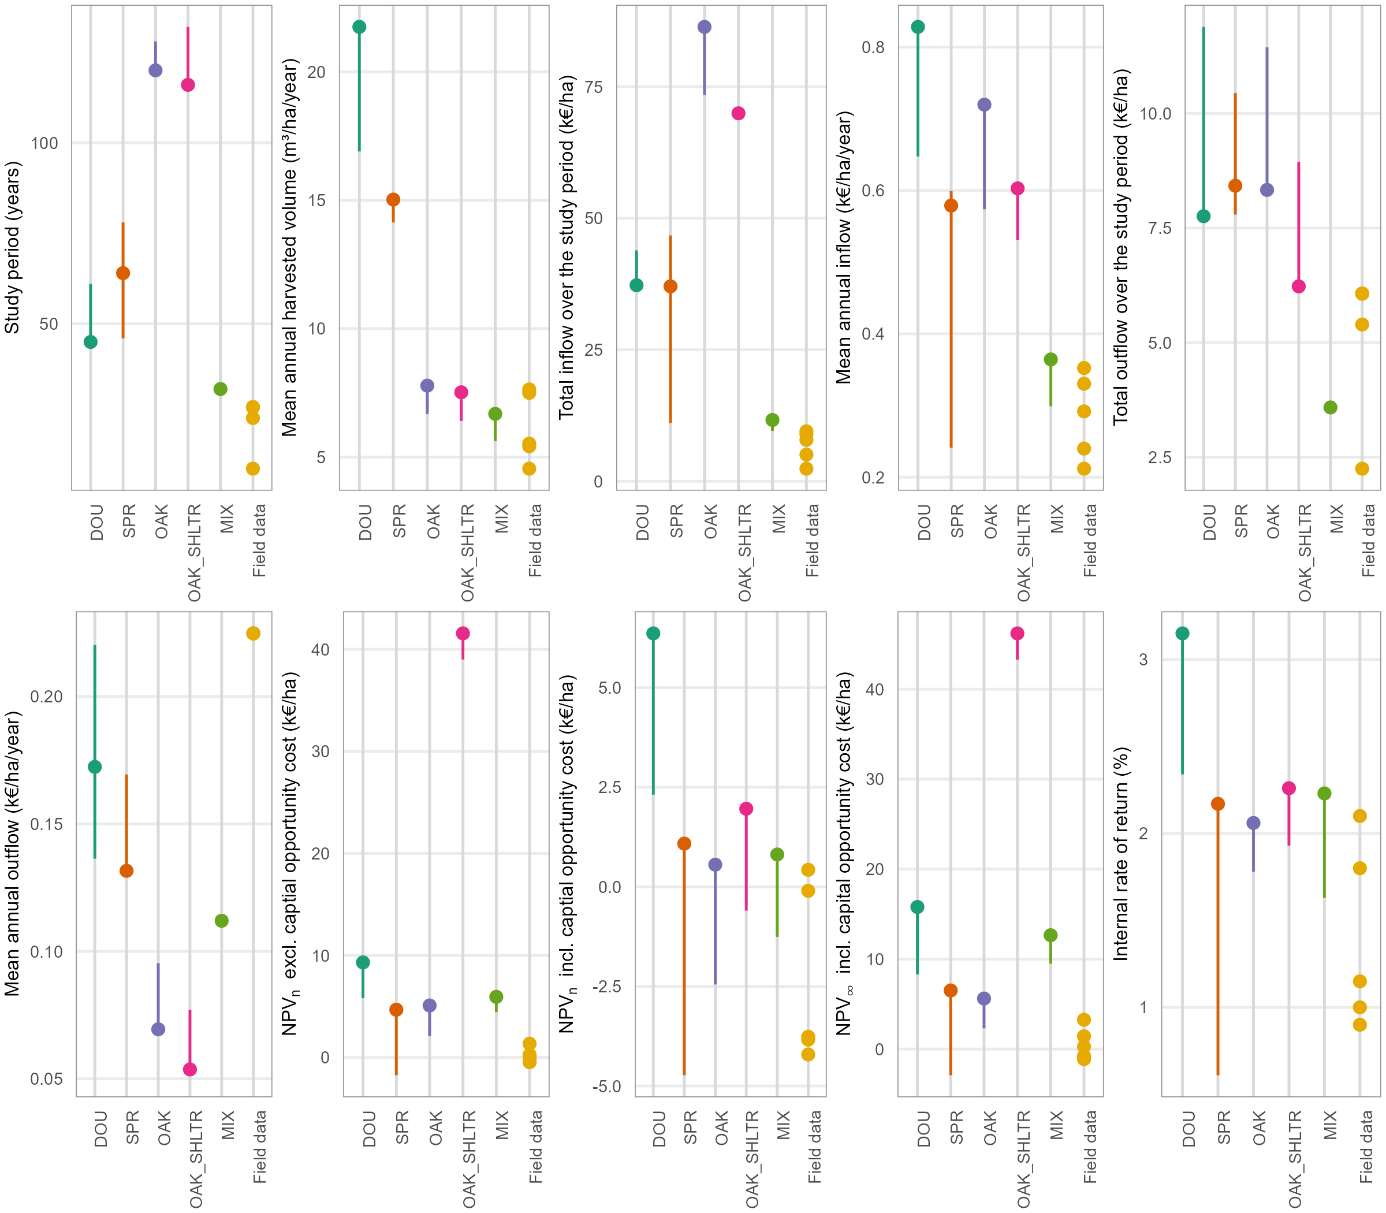 Study period (years)
100
50
DOU
SPR
OAK
OAK_SHLTR
MIX
Field data
Mean annual harvested volume (m³/ha/year)
20
15
10
5
DOU
SPR
OAK
OAK_SHLTR
MIX
Field data
Total inflow over the study period (k€/ha)
75
50
25
0
DOU
SPR
OAK
OAK_SHLTR
MIX
Field data
Mean annual inflow (k€/ha/year)
0.8
0.6
0.4
0.2
DOU
SPR
OAK
OAK_SHLTR
MIX
Field data
Total outflow over the study period (k€/ha)
10.0
7.5
5.0
2.5
DOU
SPR
OAK
OAK_SHLTR
MIX
Field data
Mean annual outflow (k€/ha/year)
0.20
0.15
0.10
0.05
DOU
SPR
OAK
OAK_SHLTR
MIX
Field data
NPVₙ excl. captial opportunity cost (k€/ha)
40
30
20
10
0
DOU
SPR
OAK
OAK_SHLTR
MIX
Field data
NPVₙ incl. captial opportunity cost (k€/ha)
5.0
2.5
0.0
-2.5
-5.0
DOU
SPR
OAK
OAK_SHLTR
MIX
Field data
NPV∞ incl. capital opportunity cost (k€/ha)
40
30
20
10
0
DOU
SPR
OAK
OAK_SHLTR
MIX
Field data
Internal rate of return (%)
3
2
1
DOU
SPR
OAK
OAK_SHLTR
MIX
Field data